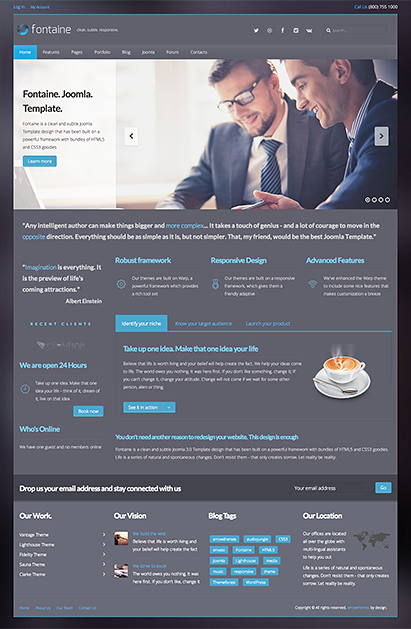 Log In My Account
Call Us (800) 755 1000
fontaine clean. subtle. responsive.
Home Features Pages Portfolio Blog Joomla Forum Contacts
Fontaine. Joomla.
Template.
Fontaine is a clean and subtle Joomla
Template design that has been built on a
powerful framework with bundles of HTML5
and CSS3 goodies
Learn more
"Any intelligent author can make things bigger and more complex... It takes a touch of genius - and a lot of courage to move in the
opposite direction. Everything should be simple as it is, but not simpler. That, my friend, would be the best Joomla Template."
"Imagination is everything. It
is the preview of life's
coming attractions."
Albert Einstein
Robust framework
Our themes are built on Warp, a
powerful framework which provides
a rich tool set
Responsive Design
Our themes are built on a responsive
framework, which gives them a
friendly adaptive
Advanced Features
We've enhanced the Warp theme
to include some nice features that
makes customization a breeze
RECENT CLIENTS
We are open 24 Hours
Take up one idea. Make that one
idea your life - think of it, dream of
it, live on that idea
Book now
Who's Online
We have one guest and no members online
Identify your niche Know your target audience Launch your product
Take up one idea. Make that one idea your life
Believe that life is worth living and your belief will help create the fact. We help your ideas come
to life. The world owes you nothing. It was here first. If you don't like something, change it; if
you can't change it, change your attitude. Change will not come if we wait for some other
person, alien or thing.
See it in action
You don't need another reason to redesign your website. This design is enough
Fontaine is a clean and subtle Joomla 3.0 Template design that has been built on a powerful framework with bundles of HTML5 and CSS3 goodies.
Life is a series of natural and spontaneous changes. Don't resist them - that only creates sorrow. Let reality be reality.
Drop us your email address and stay connected with us
Your email address
Go
Our Work.
Vantage Theme
Lighthouse Theme
Fidelity Theme
Sauna Theme
Clarke Theme
Our Vision
We build the web
Believe that life is worth living and
your belief will help create the fact
We strive to excel
The world owes you nothing. It was
here first. If you don't like, change it
Blog Tags
arrowthemes audiojungle CSS3
envato Fontaine HTML5
Joomla Lighthouse media
music responsive theme
Themeforest WordPress
Our Location
Our offices are located
all over the globe with
multi-lingual assistants
to help you out
Life is a series of natural and spontaneous
changes. Don't resist them - that only creates
sorrow. Let reality be reality.
Home About Us Our Team Contact Us
Copyright © All rights reserved. arrowthemes by design.